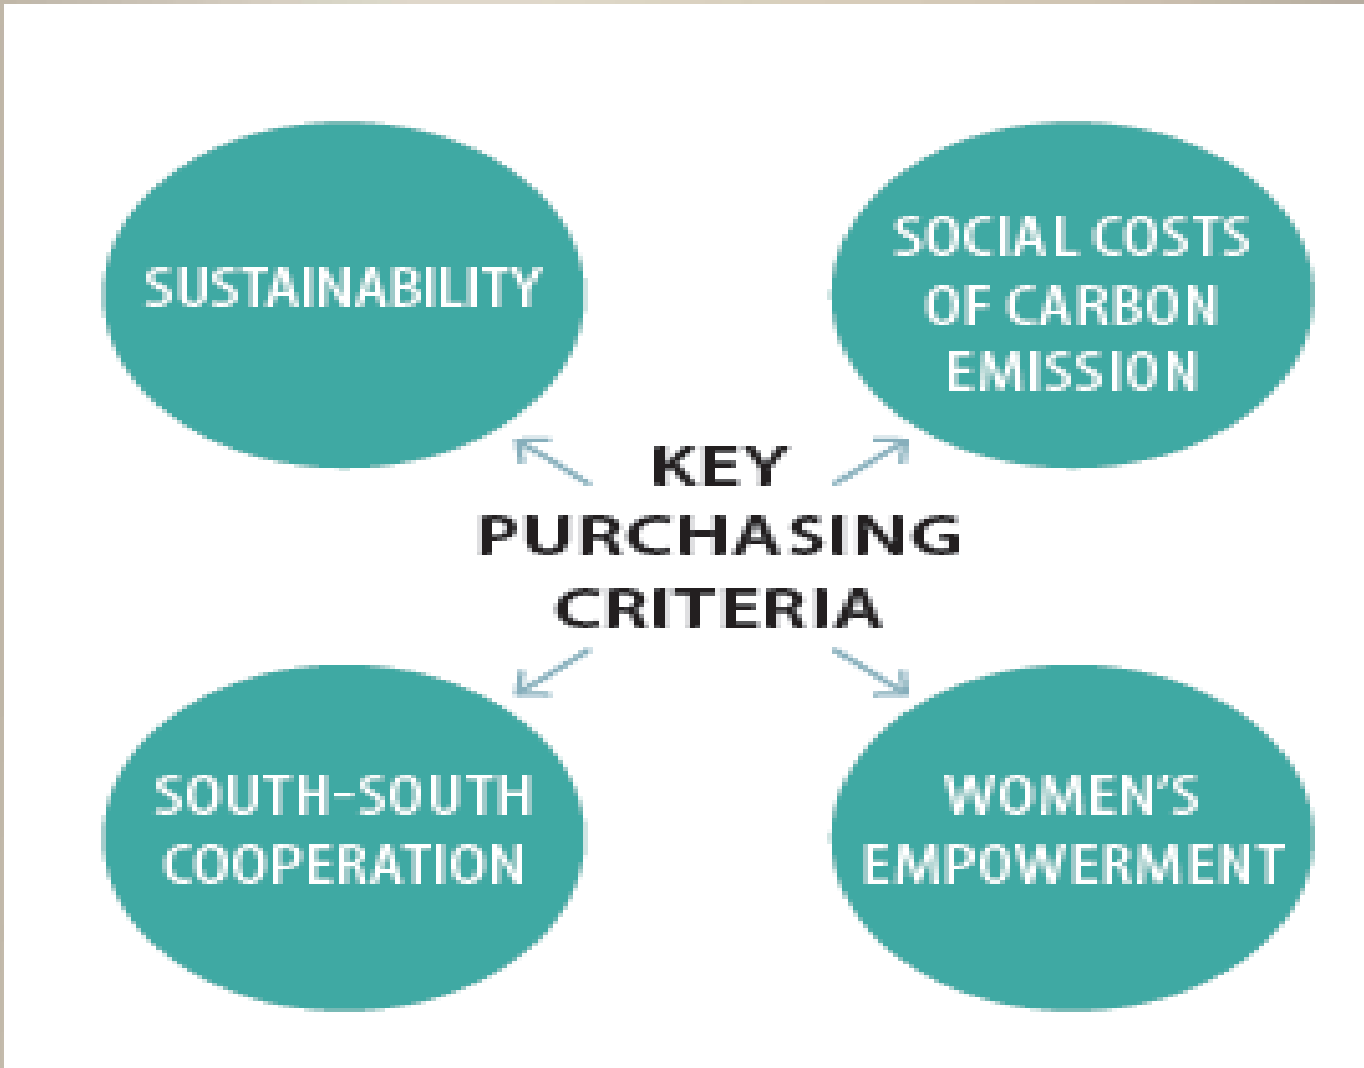 SUSTAINABILITY
SOCIAL COSTS
OF CARBON
EMISSION
KEY
PURCHASING
CRITERIA
SOUTH-SOUTH
COOPERATION
WOMEN'S
EMPOWERMENT